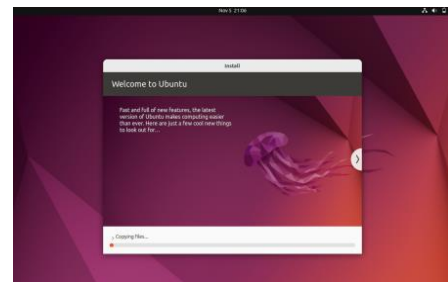 Nov 5 21:06
Install
Welcome to Ubuntu
Fast and full of new features, the latest
version of Ubuntu makes computing easier
than ever. Here are just a few cool new things
to look out for...
Copying files...